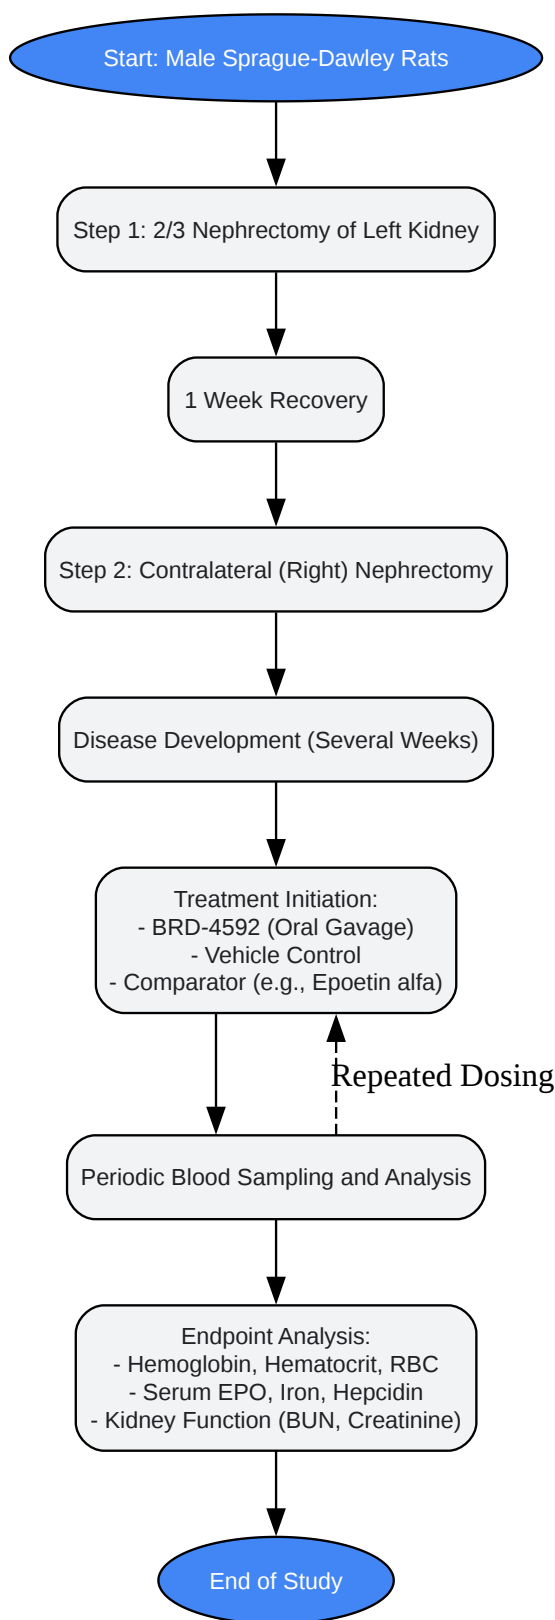 Start: Male Sprague-Dawley Rats
Step 1: 2/3 Nephrectomy of Left Kidney
1 Week Recovery
Step 2: Contralateral (Right) Nephrectomy
Disease Development (Several Weeks)
Treatment Initiation:
- BRD-4592 (Oral Gavage)
- Vehicle Control
- Comparator (e.g., Epoetin alfa)
Repeated Dosing
Periodic Blood Sampling and Analysis
Endpoint Analysis:
- Hemoglobin, Hematocrit, RBC
- Serum EPO, Iron, Hepcidin
- Kidney Function (BUN, Creatinine)
End of Study